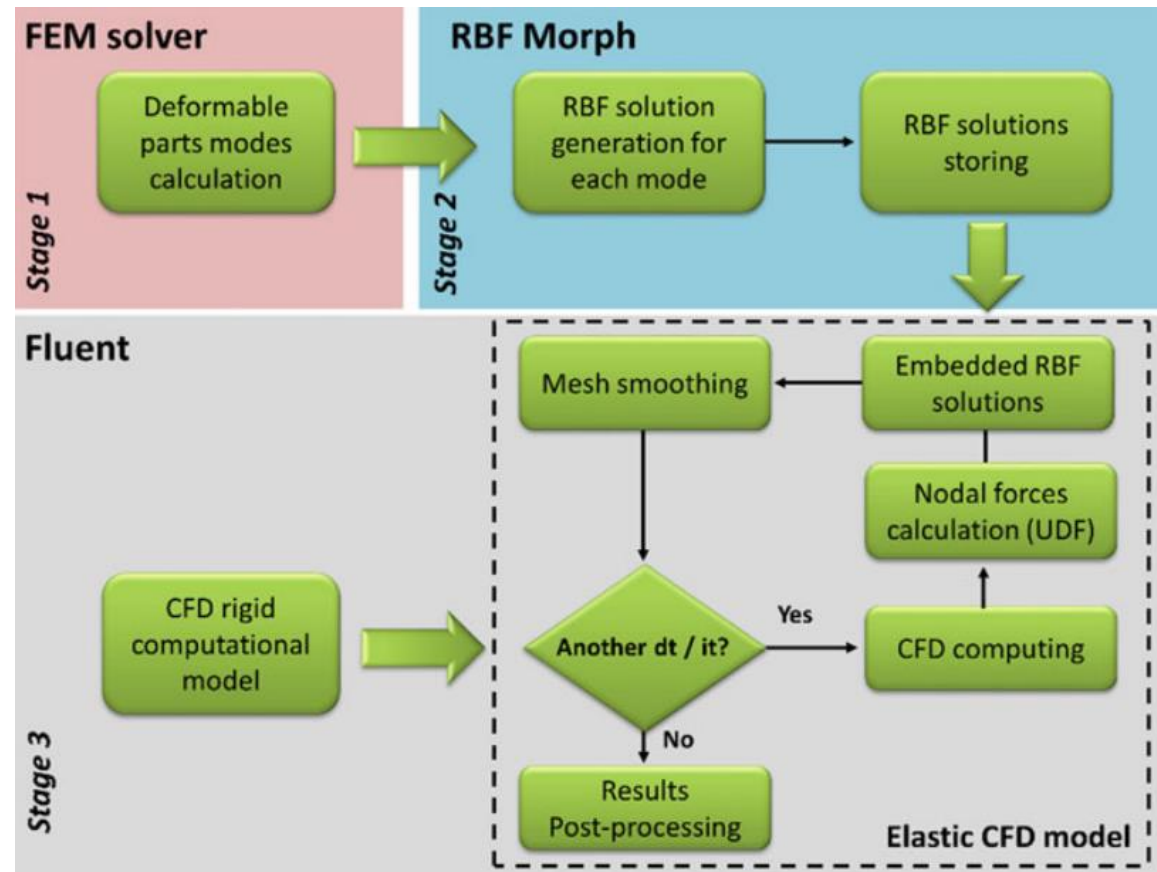 FEM solver
Deformable
parts modes
calculation
Stage 1
RBF Morph
RBF solution
generation for
each mode
RBF solutions
storing
Stage 2
Fluent
Mesh smoothing
Embedded RBF
solutions
Nodal forces
calculation (UDF)
CFD rigid
computational
model
Another dt / it?
Yes
CFD computing
No
Results
Post-processing
Elastic CFD model
Stage 3